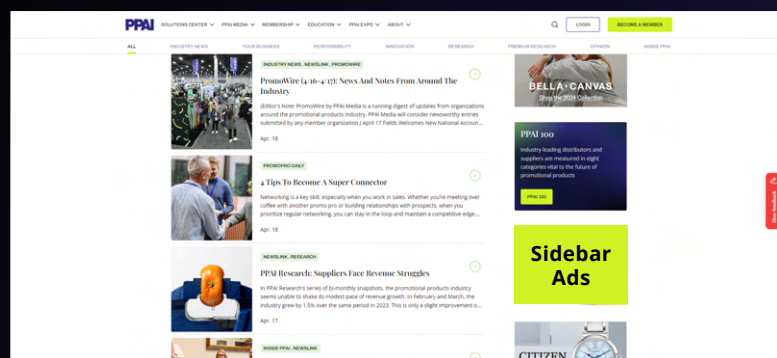 PPAI SOLUTIONS CENTER PPAI MEDIA MEMBERSHIP EDUCATION PPAI EXPO ABOUT LOGIN BECOME A MEMBER
ALL INDUSTRY NEWS YOUR BUSINESS RESPONSIBILITY INNOVATION RESEARCH PREMIUM RESEARCH OPINION INSIDE PPAI
INDUSTRY NEWS, NEWSLINK, PROMOWIRE
PromoWire (4/16-4/17): News And Notes From Around The
Industry
(Editor's Note: PromoWire by PPAI Media is a running digest of updates from organizations
around the promotional products industry. PPAI Media will consider newsworthy entries
submitted by any member organization.) April 17 Fields Welcomes New National Accoun...
Apr. 18
PROMOPRO DAILY
4 Tips To Become A Super Connector
Networking is a key skill, especially when you work in sales. Whether you're meeting over
coffee with another promo pro or building relationships with prospects, when you
prioritize regular networking, you can stay in the loop and maintain a competitive edge....
Apr. 18
NEWSLINK, RESEARCH
PPAI Research: Suppliers Face Revenue Struggles
In PPAI Research's series of bi-monthly snapshots, the promotional products industry
seems unable to shake its modest pace of revenue growth. In February and March, the
industry grew by 1.5% over the same period in 2023. This is only a slight improvement o...
Apr. 17
INSIDE PPAI, NEWSLINK
BELLA+CANVAS
Shop the 2024 Collection
PPAI 100
Industry-leading distributors and
suppliers are measured in eight
categories vital to the future of
promotional products
PPAI 100
Sidebar
Ads
CITIZEN
Give feedback